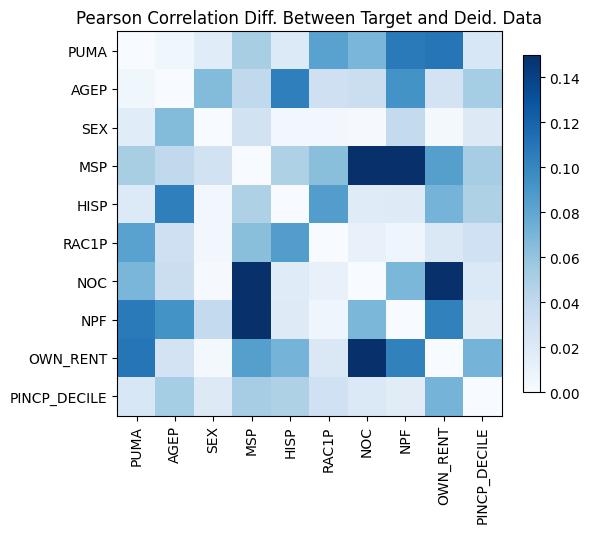 Pearson Correlation Diff. Between Target and Deid. Data
PUMA
AGEP
SEX
MSP
HISP
RAC1P
NOC
NPF
OWN_RENT
PINCP_DECILE
PUMA
AGEP
SEX
MSP
HISP
RAC1P
NOC
NPF
OWN_RENT
PINCP_DECILE
0.14
0.12
0.10
0.08
0.06
0.04
0.02
0.00